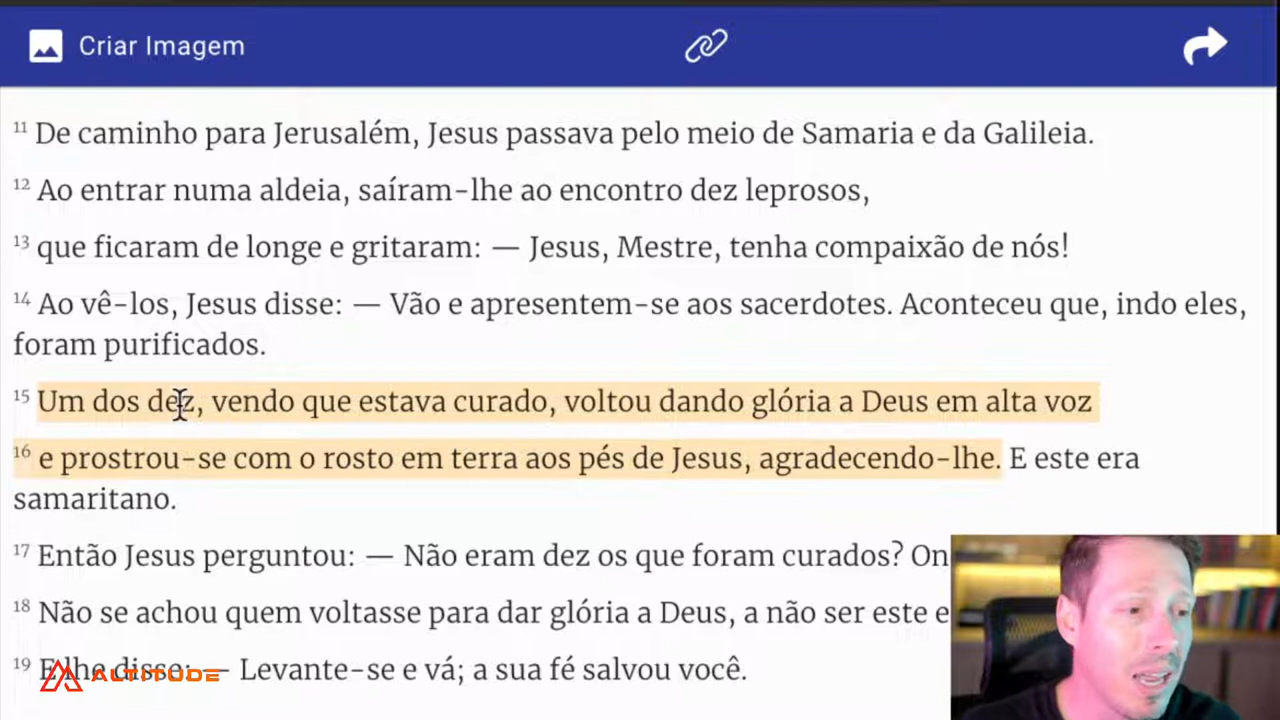 Criar Imagem
11 De caminho para Jerusalém, Jesus passava pelo meio de Samaria e da Galileia.
12 Ao entrar numa aldeia, saíram-lhe ao encontro dez leprosos,
13 que ficaram de longe e gritaram: — Jesus, Mestre, tenha compaixão de nós!
14 Ao vê-los, Jesus disse: — Vão e apresentem-se aos sacerdotes. Aconteceu que, indo eles,
foram purificados.
15 Um dos dez, vendo que estava curado, voltou dando glória a Deus em alta voz
16 e prostrou-se com o rosto em terra aos pés de Jesus, agradecendo-lhe. E este era
samaritano.
17 Então Jesus perguntou: — Não eram dez os que foram curados? On
18 Não se achou quem voltasse para dar glória a Deus, a não ser este e
19 E lhe disse: — Levante-se e vá; a sua fé salvou você.
ALTITUDE